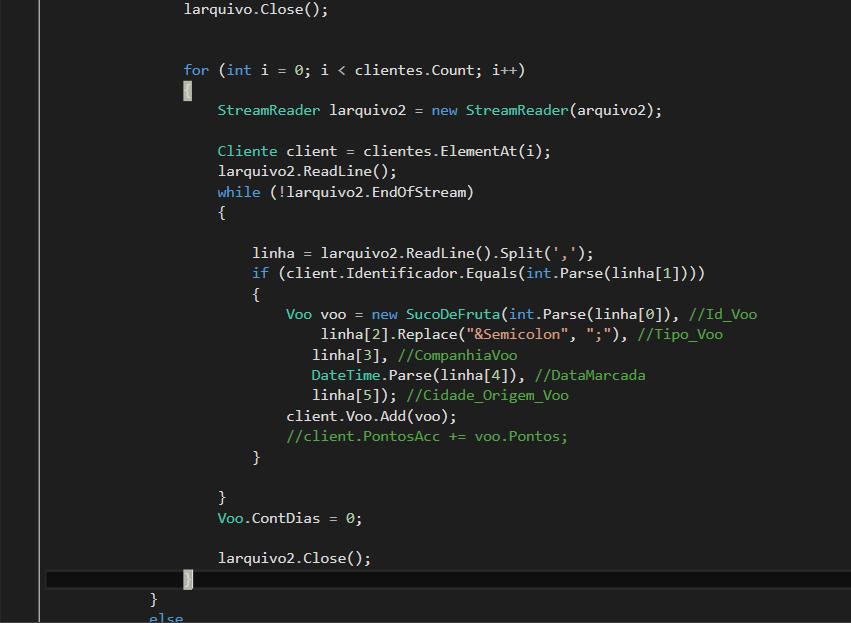 larquivo.Close();
for (int i = 0; i < clientes.Count; i++)
{
StreamReader larquivo2 = new StreamReader(arquivo2);
Cliente client = clientes.ElementAt(i);
larquivo2.ReadLine();
while (!larquivo2.EndOfStream)
{
linha = larquivo2.ReadLine().Split(',');
if (client.Identificador.Equals(int.Parse(linha[1])))
{
Voo voo = new SucoDeFruta(int.Parse(linha[0]), //Id_Voo
linha[2].Replace("&Semicolon", ";"), //Tipo_Voo
linha[3], //CompanhiaVoo
DateTime.Parse(linha[4]), //DataMarcada
linha[5]); //Cidade_Origem_Voo
client.Voo.Add(voo);
//client.PontosAcc += voo.Pontos;
}
}
Voo.ContDias = 0;
larquivo2.Close();
}
}
else